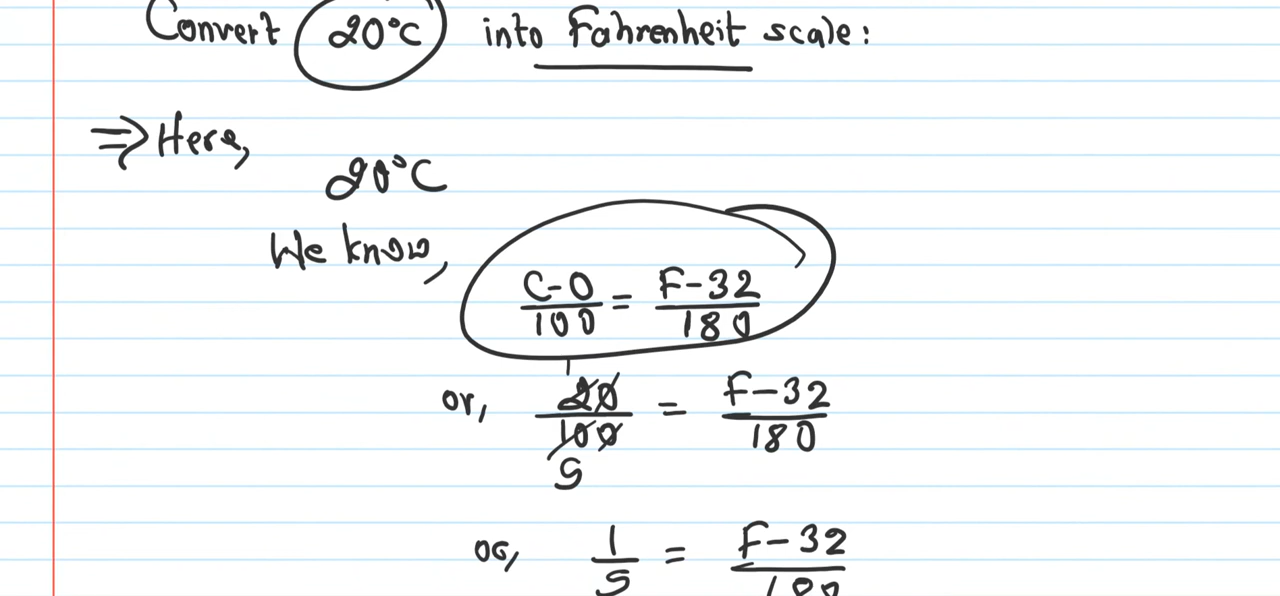 Convert 20°C into Fahrenheit scale:
⇒ Here,
20°C
We know,
C-0/100 = F-32/180
or, 20/100 = F-32/180
1
5
or, 1/5 = F-32/180